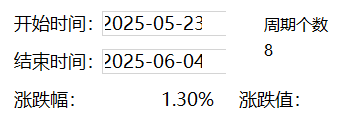 开始时间： 2025-05-23 周期个数
8
结束时间： 2025-06-04
涨跌幅： 1.30% 涨跌值：